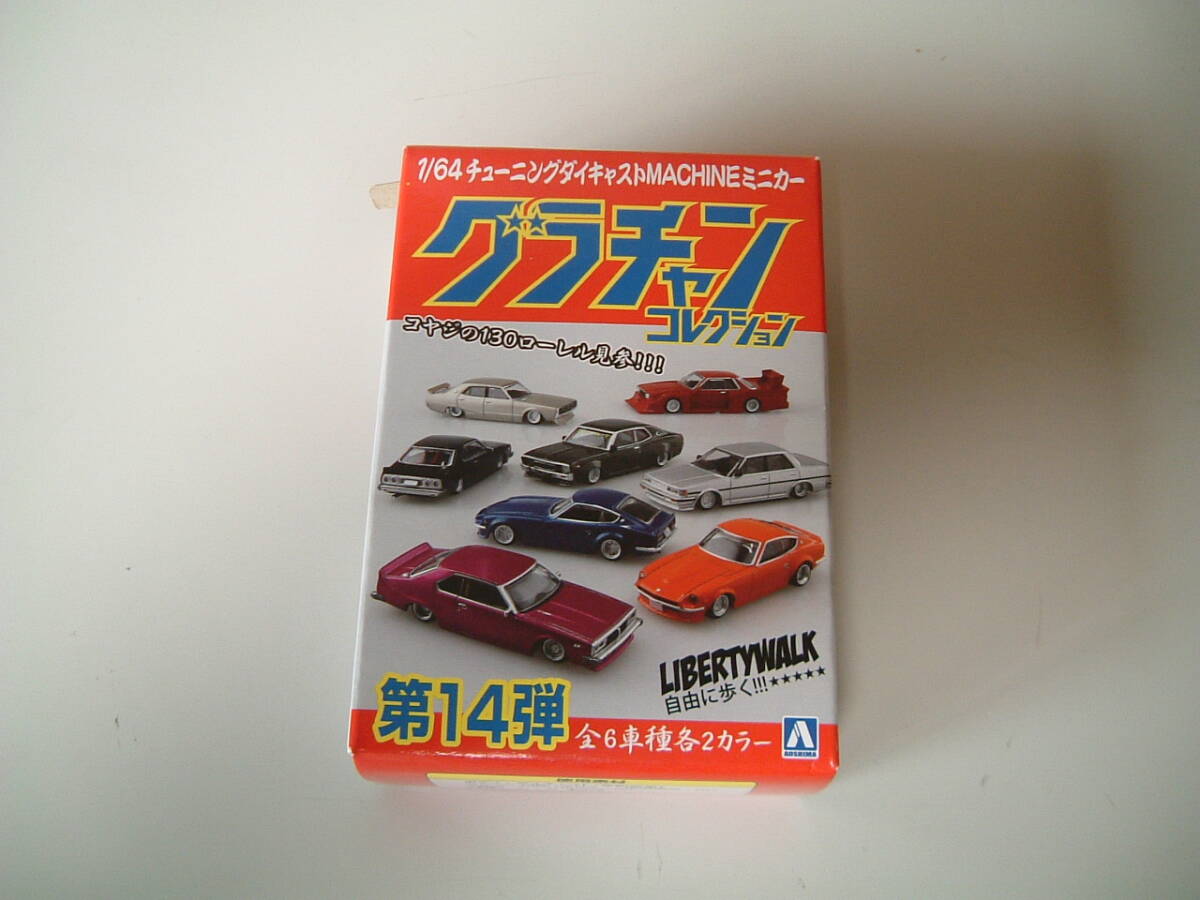 1/64チューニングダイキャストMACHINEミニカー
グラチャン
コレクション
コヤジの130ローレル見参!!!
LIBERTYWALK
自由に歩く!!!★★★★★
第14弾
全6車種各2カラー
AOSHIMA